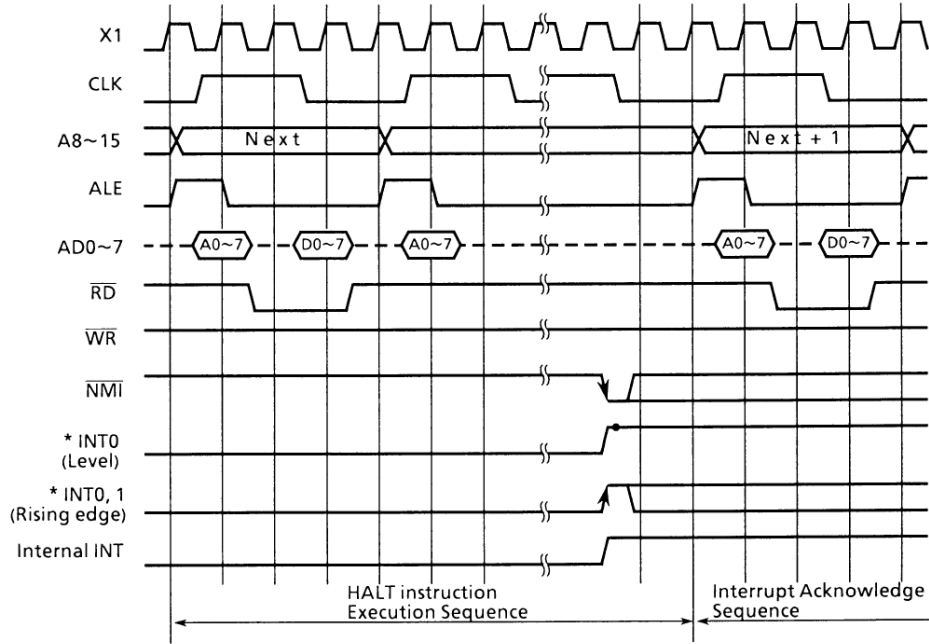 X1
CLK
A8~15
Next
Next + 1
ALE
AD0~7
A0~7
D0~7
A0~7
A0~7
D0~7
RD
WR
NMI
* INT0
(Level)
* INT0, 1
(Rising edge)
Internal INT
HALT instruction
Execution Sequence
Interrupt Acknowledge
Sequence